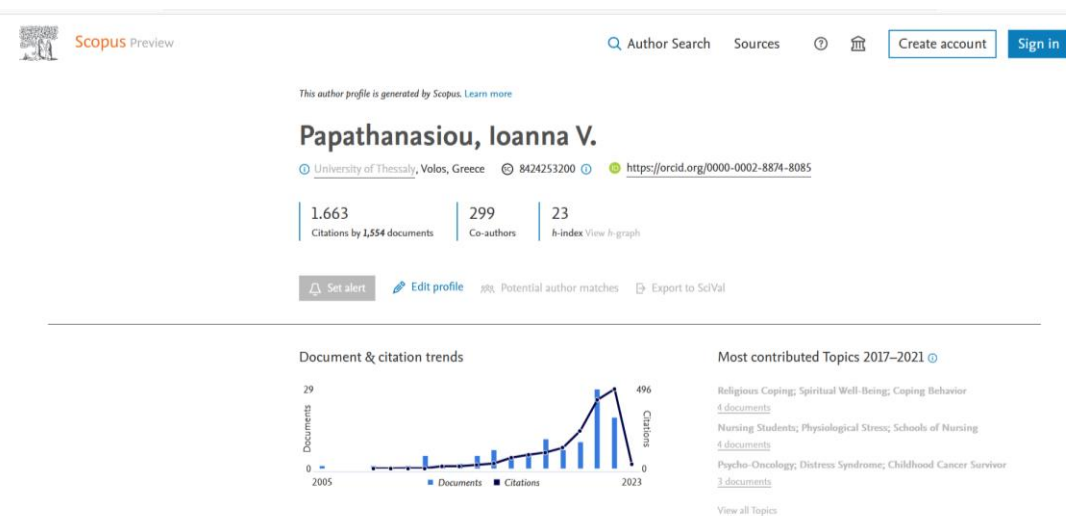 Scopus Preview
Author Search Sources Create account Sign in
This author profile is generated by Scopus. Learn more
Papathanasiou, Ioanna V.
University of Thessaly, Volos, Greece SC 8424253200 https://orcid.org/0000-0002-8874-8085
1.663 299 23
Citations by 1,554 documents Co-authors h-index View h-graph
Set alert Edit profile Potential author matches Export to SciVal
Document & citation trends
29 496
Documents Citations
0 0
2005 Documents Citations 2023
Most contributed Topics 2017–2021
Religious Coping; Spiritual Well-Being; Coping Behavior
4 documents
Nursing Students; Physiological Stress; Schools of Nursing
4 documents
Psycho-Oncology; Distress Syndrome; Childhood Cancer Survivor
3 documents
View all Topics